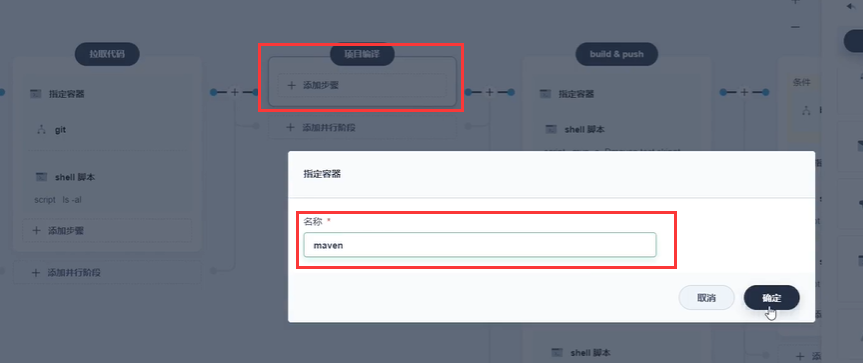 拉取代码
项目编译
build & push
指定容器
添加步骤
指定容器
条件
git
添加并行阶段
shell 脚本
shell 脚本
script ls -al
添加步骤
添加并行阶段
指定容器
名称 *
maven
取消
确定
shell 脚本